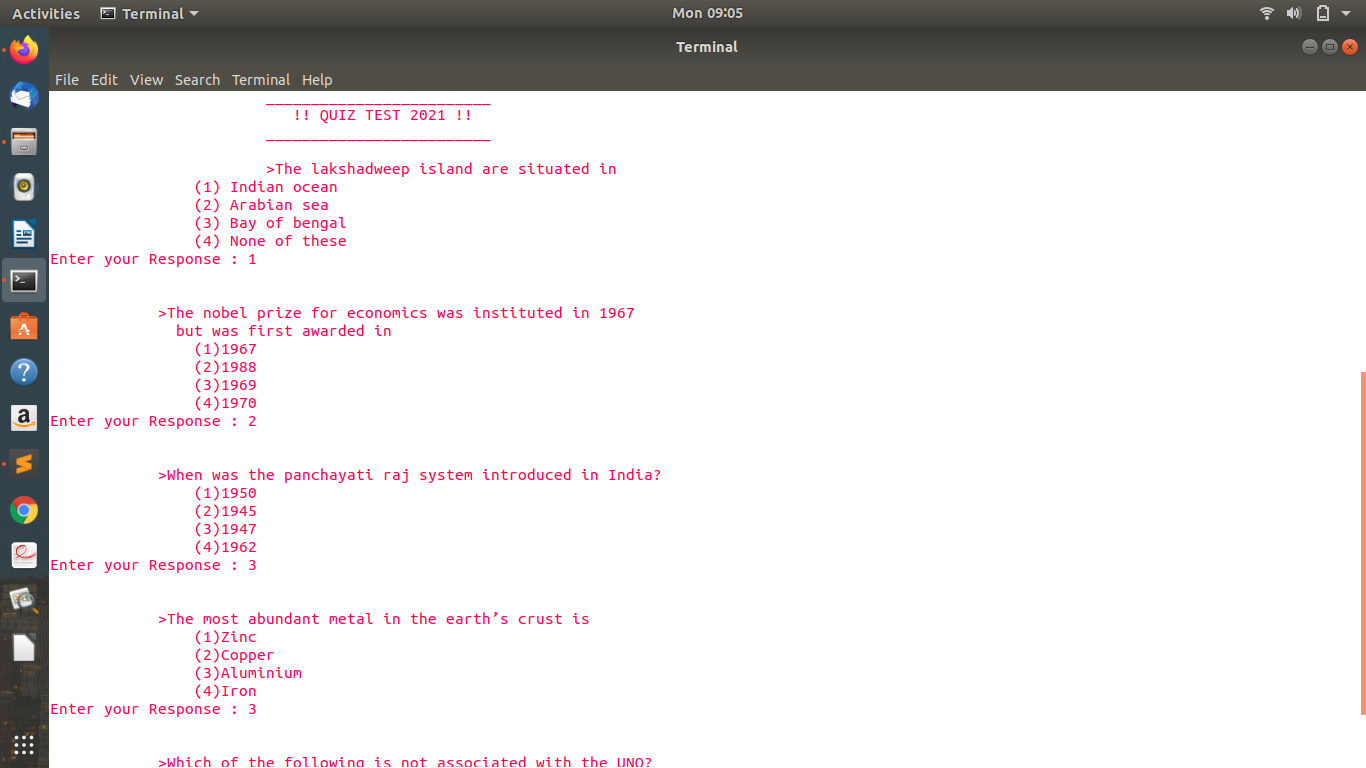 Activities Terminal Mon 09:05
Terminal
File Edit View Search Terminal Help
_________________________
!! QUIZ TEST 2021 !!
_________________________
>The lakshadweep island are situated in
(1) Indian ocean
(2) Arabian sea
(3) Bay of bengal
(4) None of these
Enter your Response : 1
>The nobel prize for economics was instituted in 1967
but was first awarded in
(1)1967
(2)1988
(3)1969
(4)1970
Enter your Response : 2
>When was the panchayati raj system introduced in India?
(1)1950
(2)1945
(3)1947
(4)1962
Enter your Response : 3
>The most abundant metal in the earth’s crust is
(1)Zinc
(2)Copper
(3)Aluminium
(4)Iron
Enter your Response : 3
>Which of the following is not associated with the UNO?